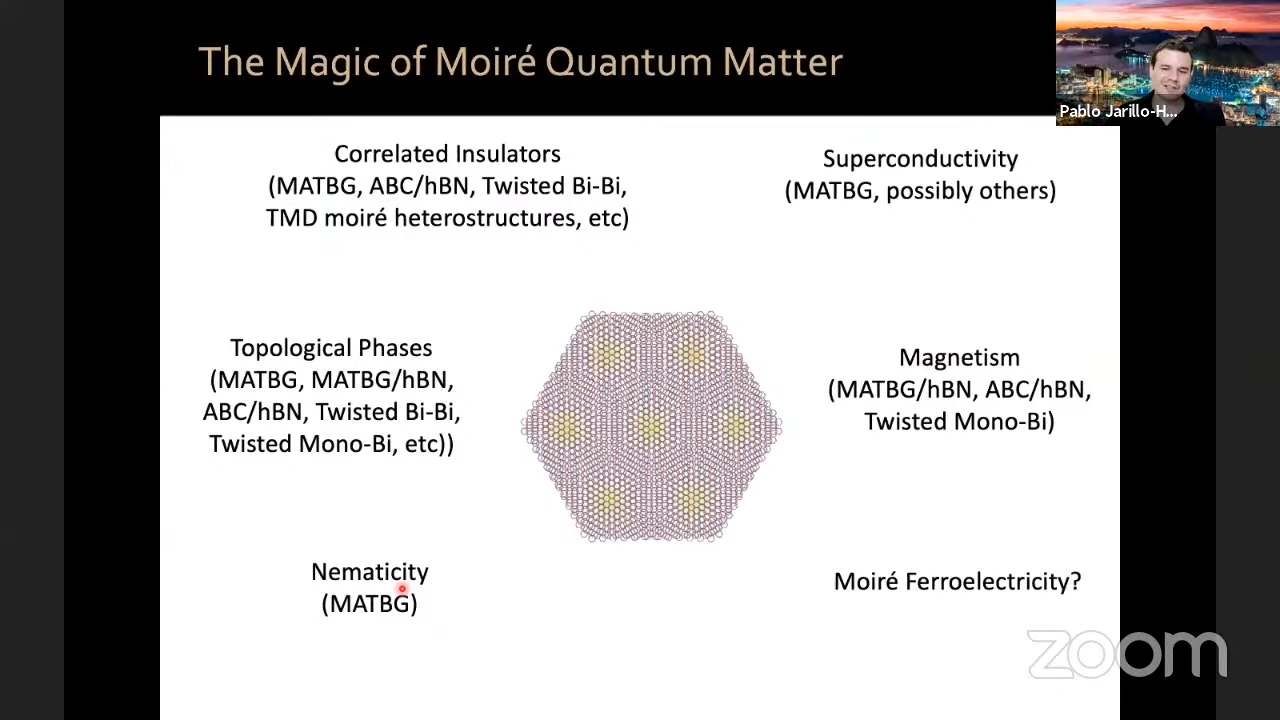 The Magic of Moiré Quantum Matter
Pablo Jarillo-H...
Correlated Insulators
(MATBG, ABC/hBN, Twisted Bi-Bi,
TMD moiré heterostructures, etc)
Superconductivity
(MATBG, possibly others)
Topological Phases
(MATBG, MATBG/hBN,
ABC/hBN, Twisted Bi-Bi,
Twisted Mono-Bi, etc))
Magnetism
(MATBG/hBN, ABC/hBN,
Twisted Mono-Bi)
Nematicity
(MATBG)
Moiré Ferroelectricity?
zoom